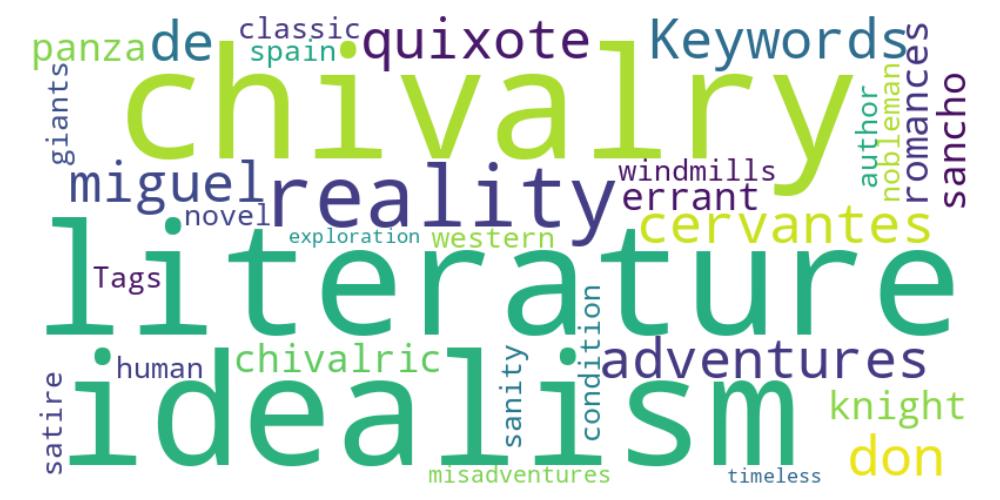 panza de classic quixote Keywords
spain
chivalry
giants
author
nobleman
romances
sancho
miguel reality windmills
errant
novel cervantes
exploration western
literature
Tags
condition
human chivalric adventures
sanity
satire
idealism
knight
don
misadventures timeless